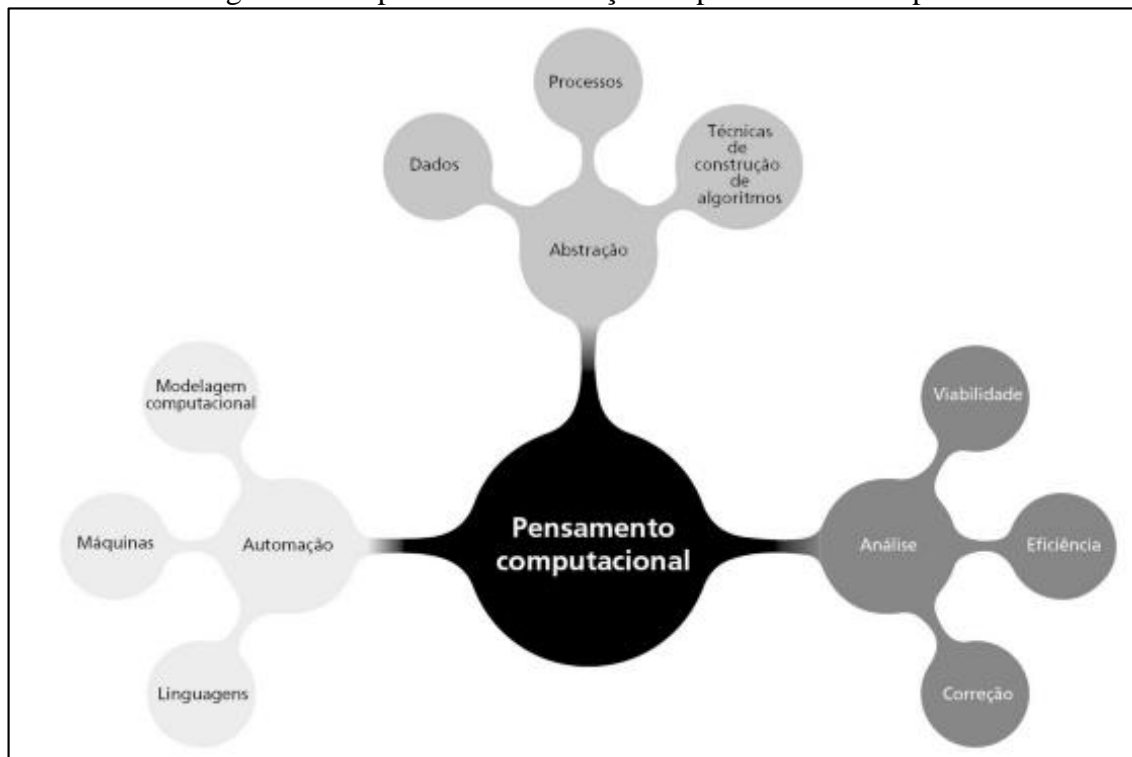 Processos
Dados
Técnicas
de
construção
de
algoritmos
Abstração
Modelagem
computacional
Máquinas
Automação
Linguagens
Pensamento
computacional
Viabilidade
Análise
Eficiência
Correção